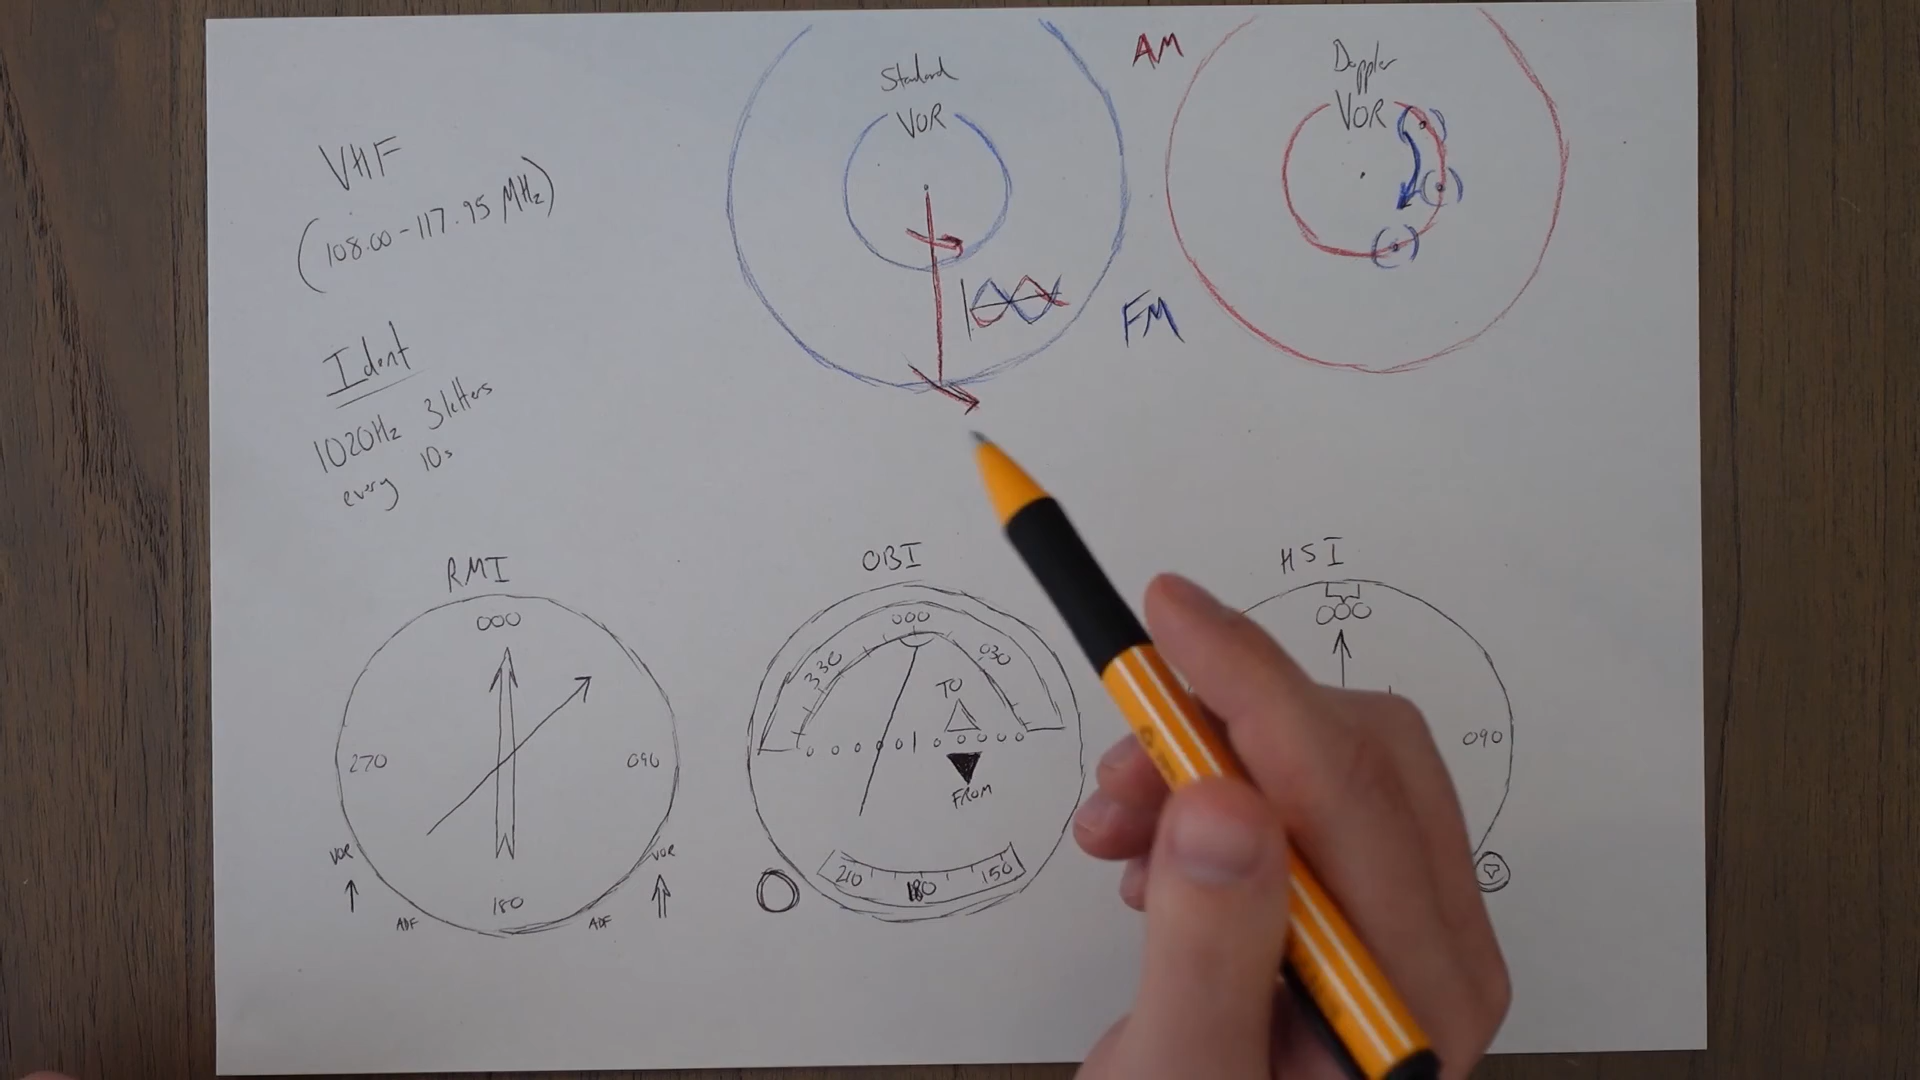 VHF
(108.00-117.95 MHz)
Ident
1020Hz 3 letters
every 10s
Standard
VOR
AM
FM
Doppler
VOR
RMI
000
270
090
180
VOR
ADF
ADF
VOR
OBI
000
330
030
TO
FROM
210
180
150
HSI
000
090